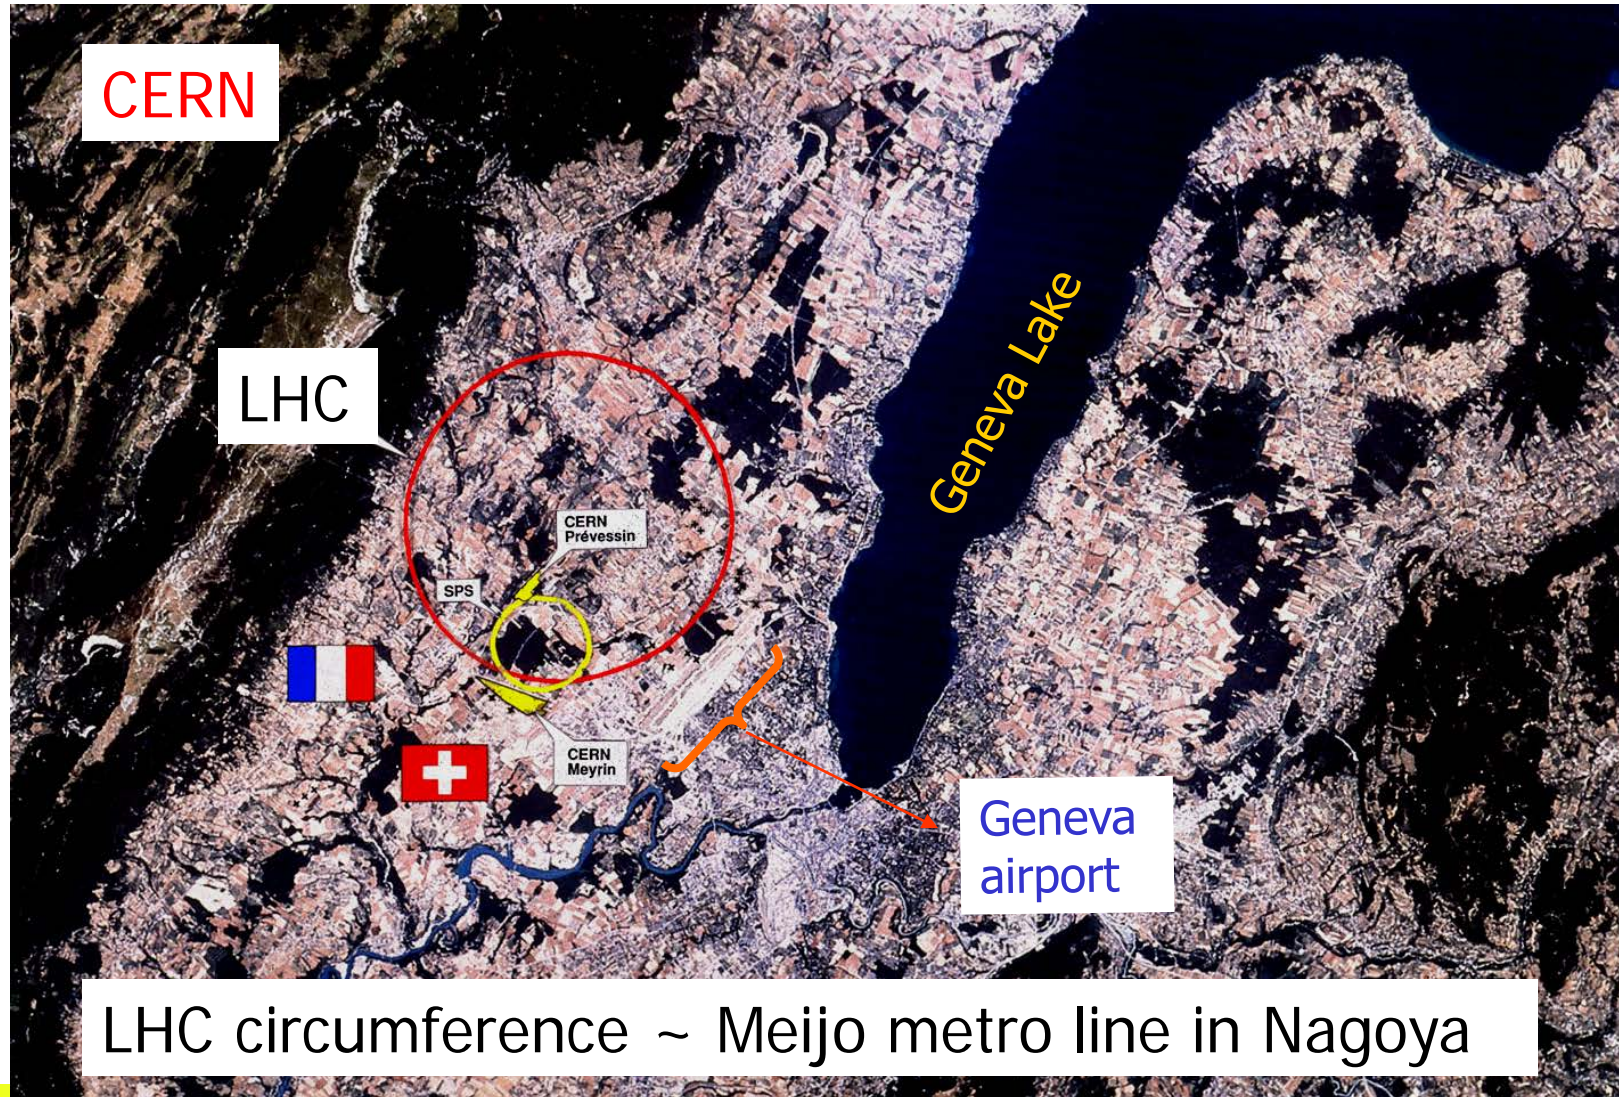 CERN
LHC
Geneva Lake
CERN
Prévessin
SPS
CERN
Meyrin
Geneva
airport
LHC circumference ~ Meijo metro line in Nagoya